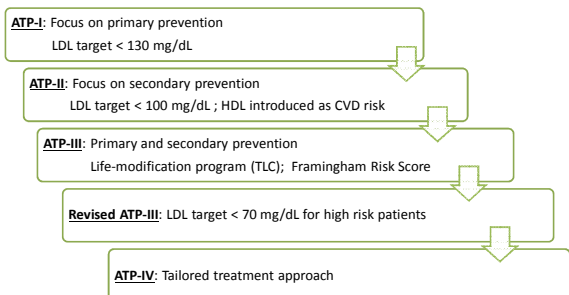 ATP-I: Focus on primary prevention
LDL target < 130 mg/dL
ATP-II: Focus on secondary prevention
LDL target < 100 mg/dL ; HDL introduced as CVD risk
ATP-III: Primary and secondary prevention
Life-modification program (TLC); Framingham Risk Score
Revised ATP-III: LDL target < 70 mg/dL for high risk patients
ATP-IV: Tailored treatment approach